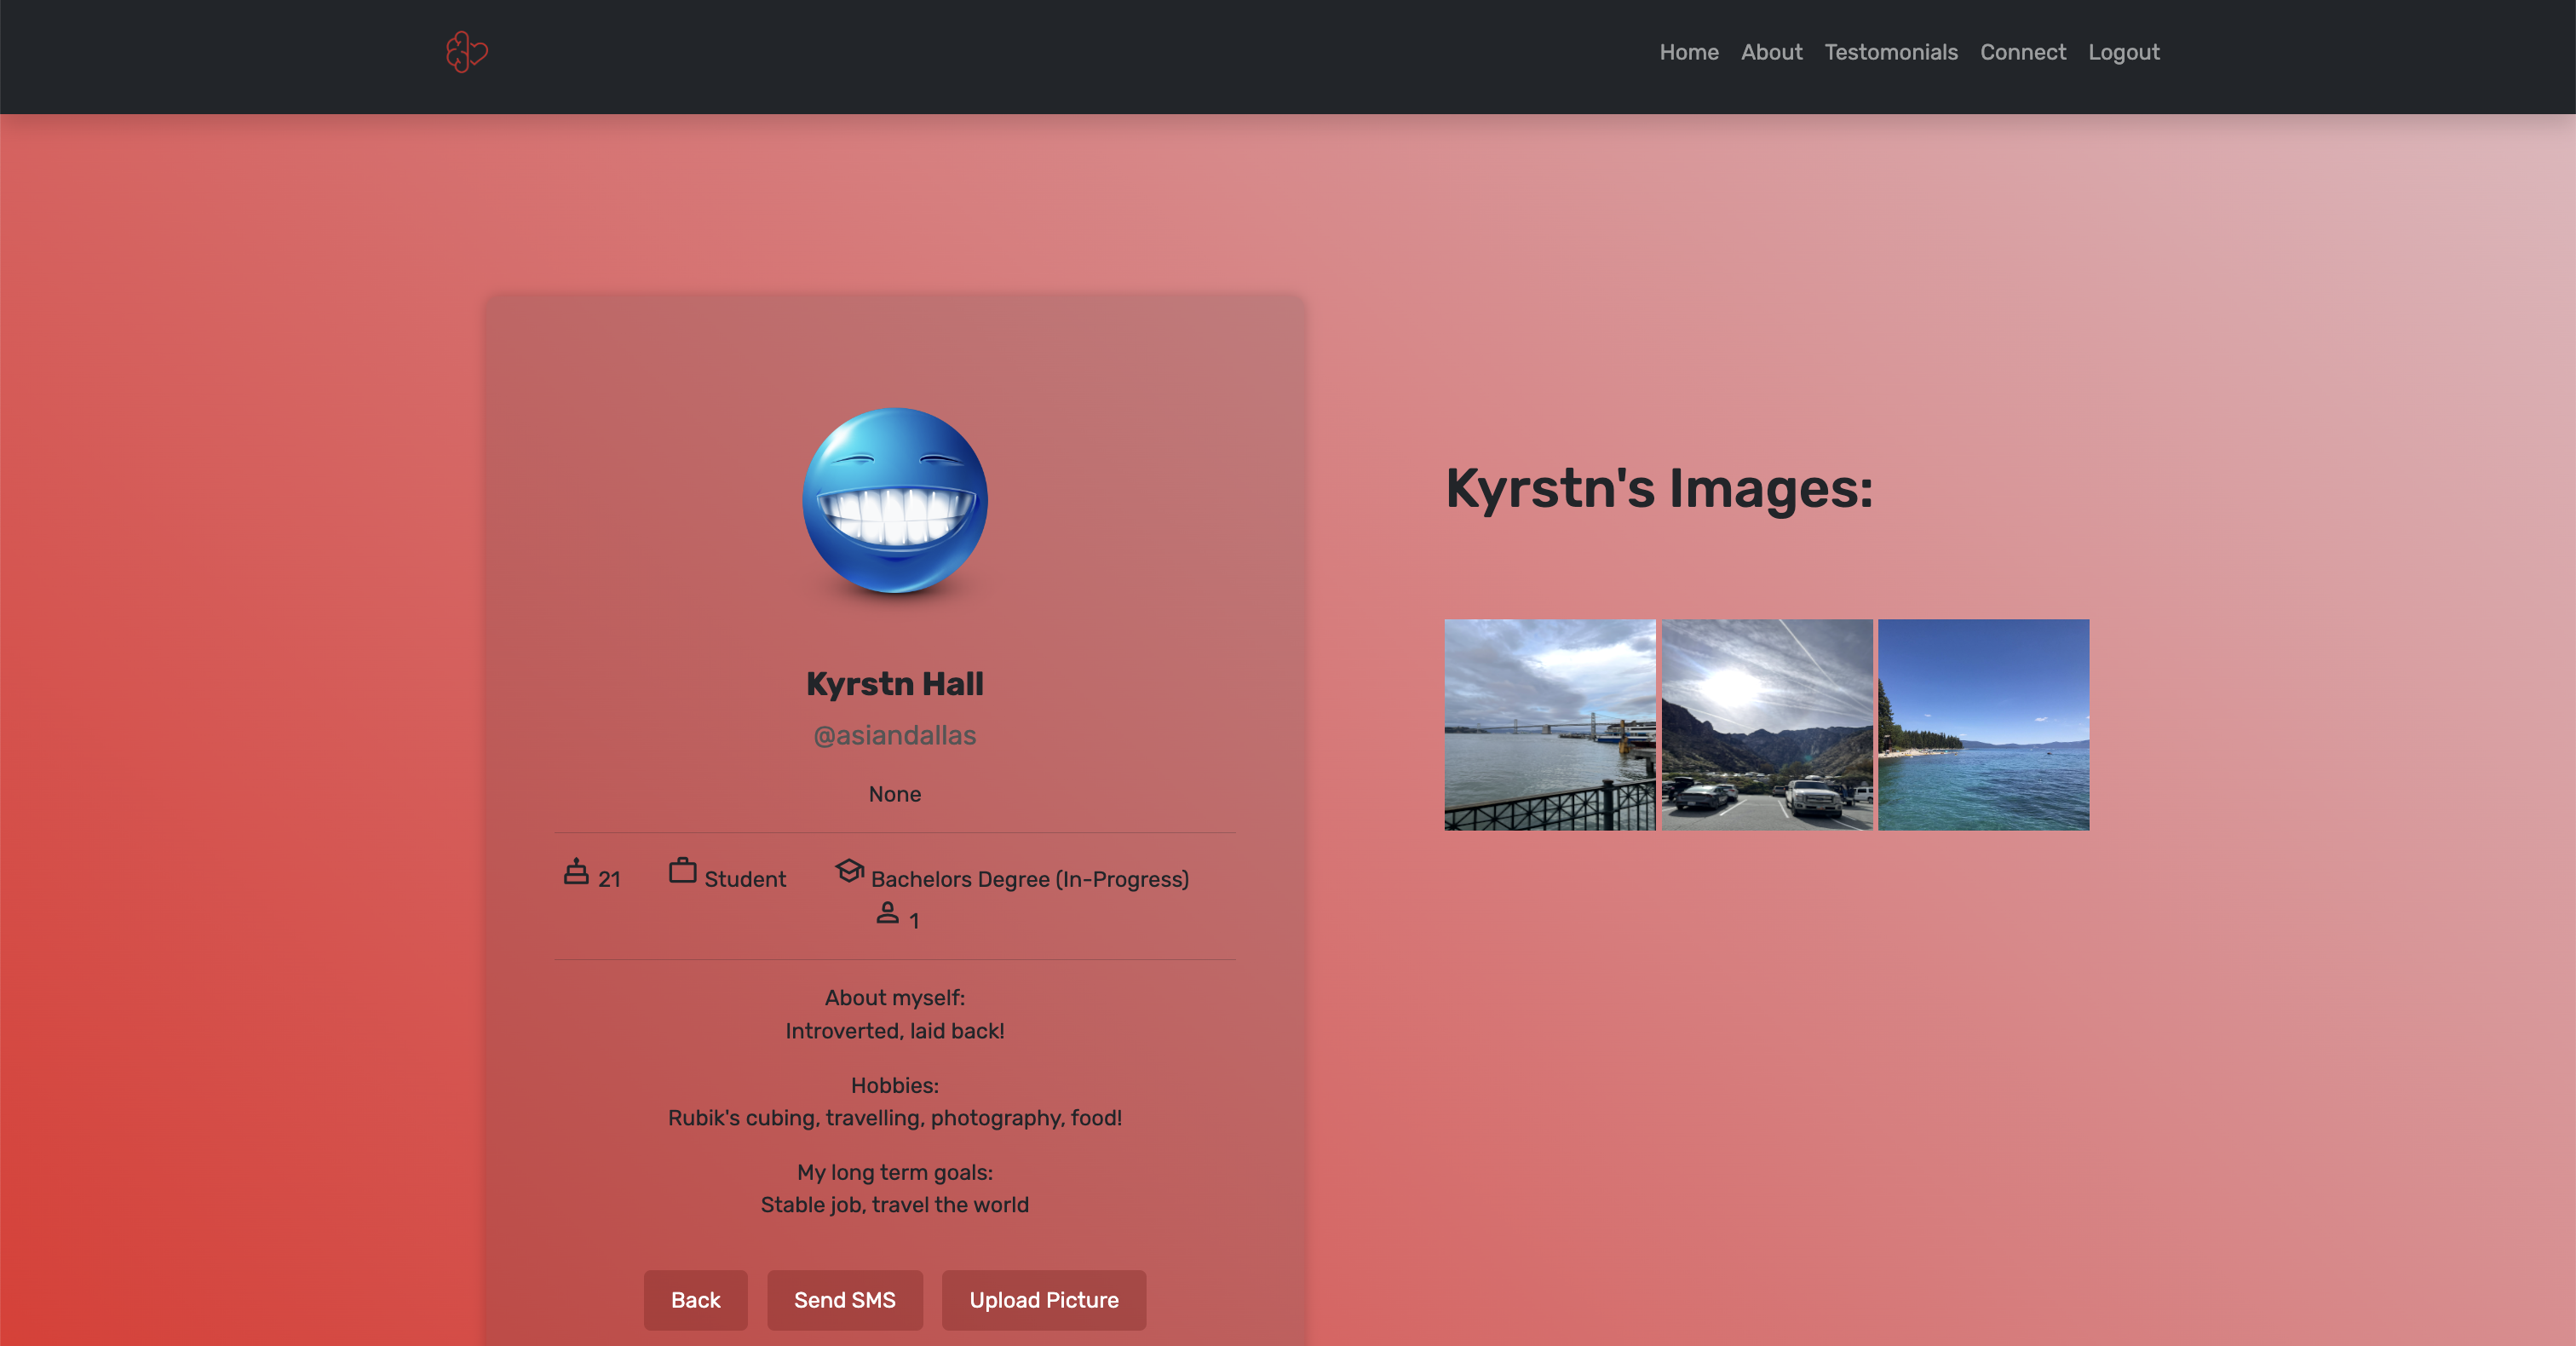 Home About Testomonials Connect Logout
Kyrstn Hall
@asiandallas
None
21 Student Bachelors Degree (In-Progress)
1
About myself:
Introverted, laid back!
Hobbies:
Rubik's cubing, travelling, photography, food!
My long term goals:
Stable job, travel the world
Back Send SMS Upload Picture
Kyrstn's Images: